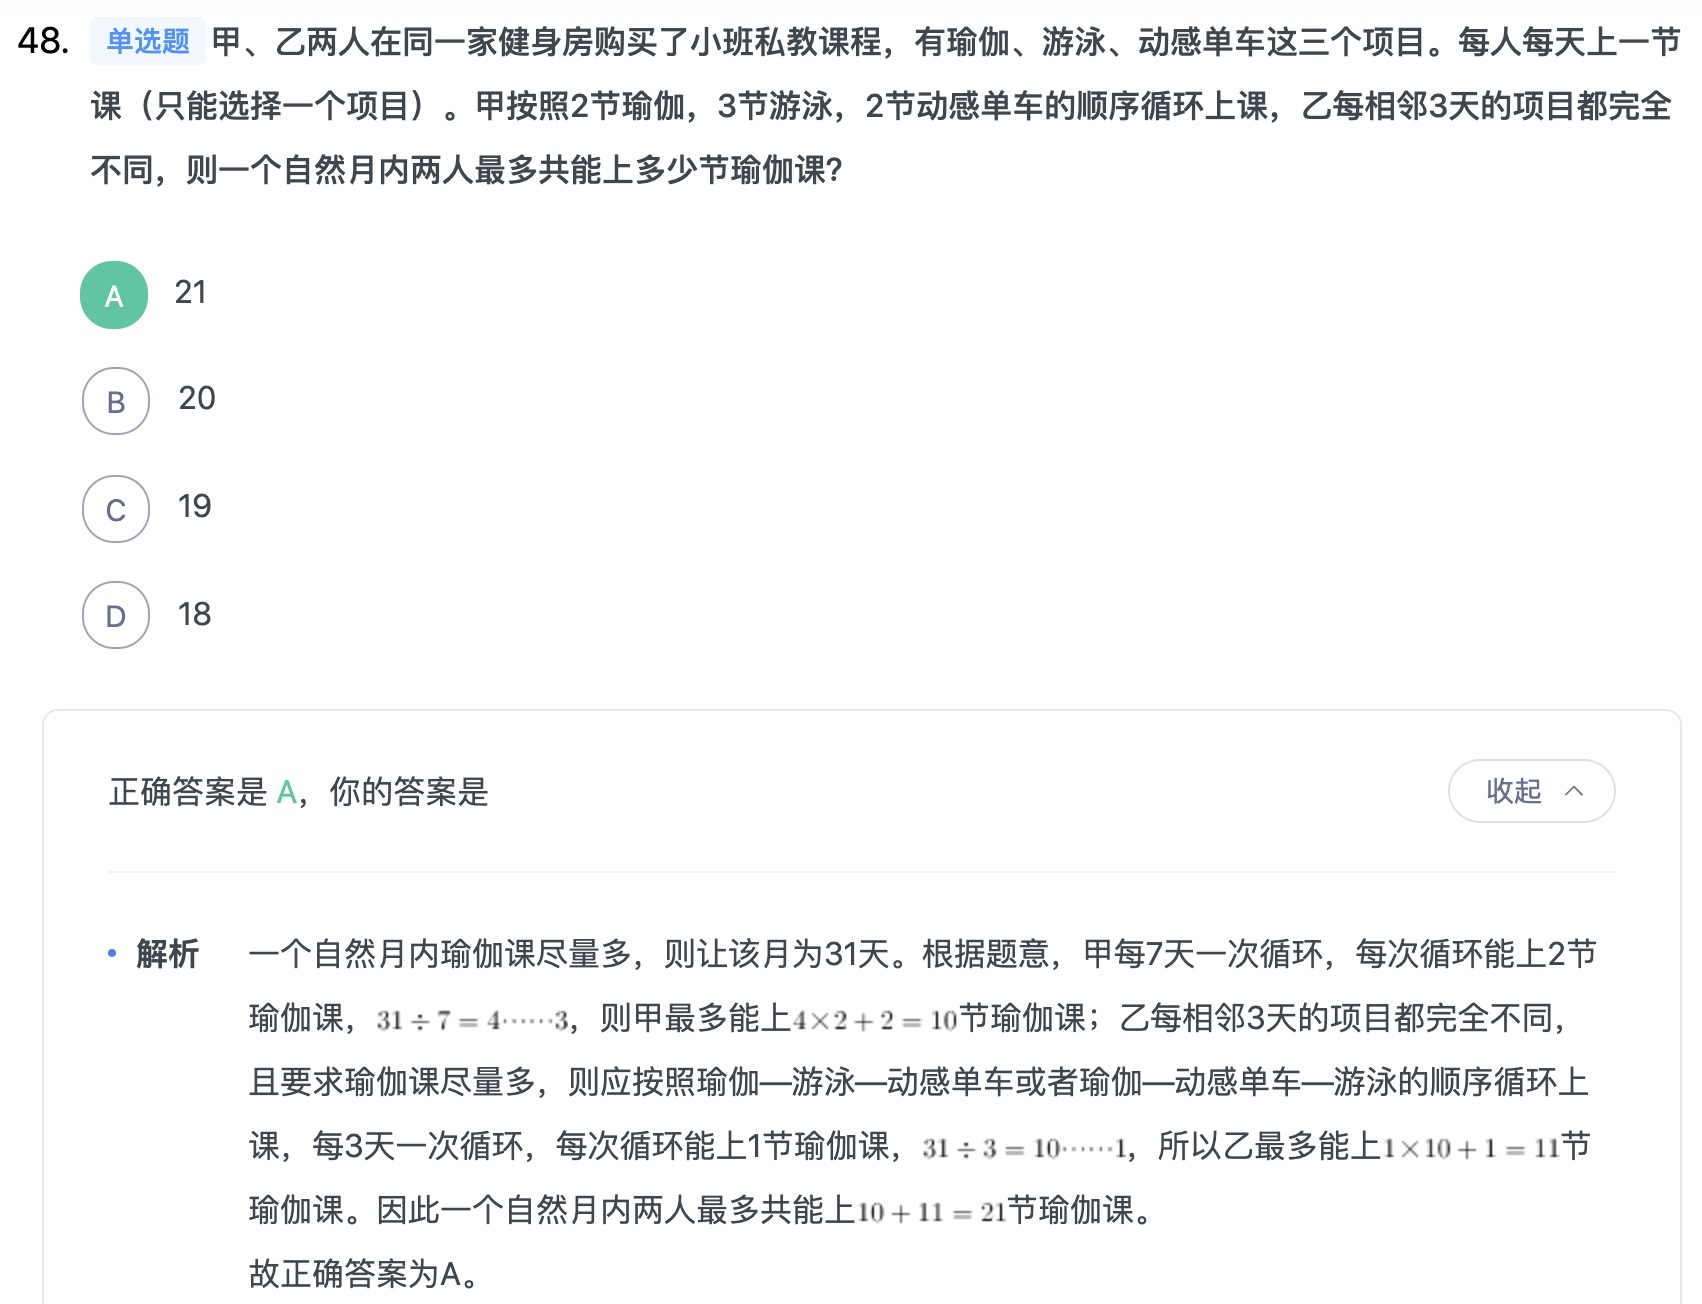 48. 单选题 甲、乙两人在同一家健身房购买了小班私教课程，有瑜伽、游泳、动感单车这三个项目。每人每天上一节
课（只能选择一个项目）。甲按照2节瑜伽，3节游泳，2节动感单车的顺序循环上课，乙每相邻3天的项目都完全
不同，则一个自然月内两人最多共能上多少节瑜伽课?
A 21
B 20
C 19
D 18
正确答案是 A，你的答案是
收起
解析 一个自然月内瑜伽课尽量多，则让该月为31天。根据题意，甲每7天一次循环，每次循环能上2节
瑜伽课，31÷7=4……3，则甲最多能上4×2+2=10节瑜伽课；乙每相邻3天的项目都完全不同，
且要求瑜伽课尽量多，则应按照瑜伽—游泳—动感单车或者瑜伽—动感单车—游泳的顺序循环上
课，每3天一次循环，每次循环能上1节瑜伽课，31÷3=10……1，所以乙最多能上1×10+1=11节
瑜伽课。因此一个自然月内两人最多共能上10+11=21节瑜伽课。
故正确答案为A。